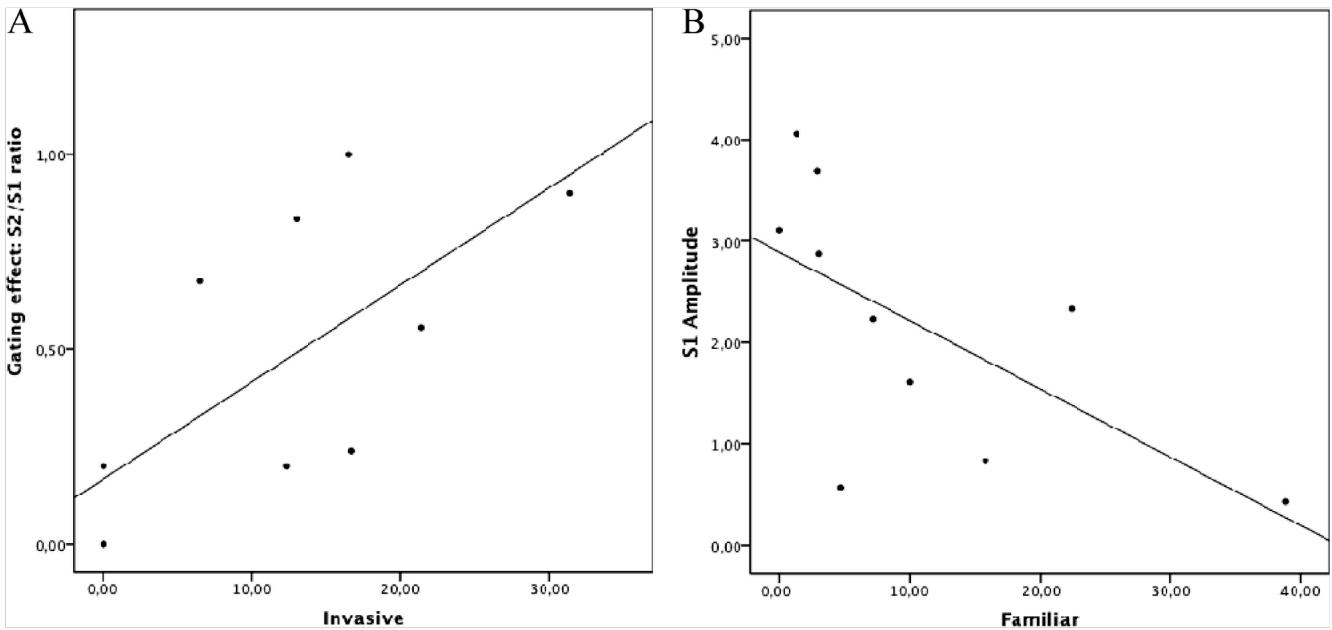 A
Gating effect: S2/S1 ratio
1,00
0,50
0,00
0,00 10,00 20,00 30,00
Invasive
B
S1 Amplitude
5,00
4,00
3,00
2,00
1,00
0,00
0,00 10,00 20,00 30,00 40,00
Familiar